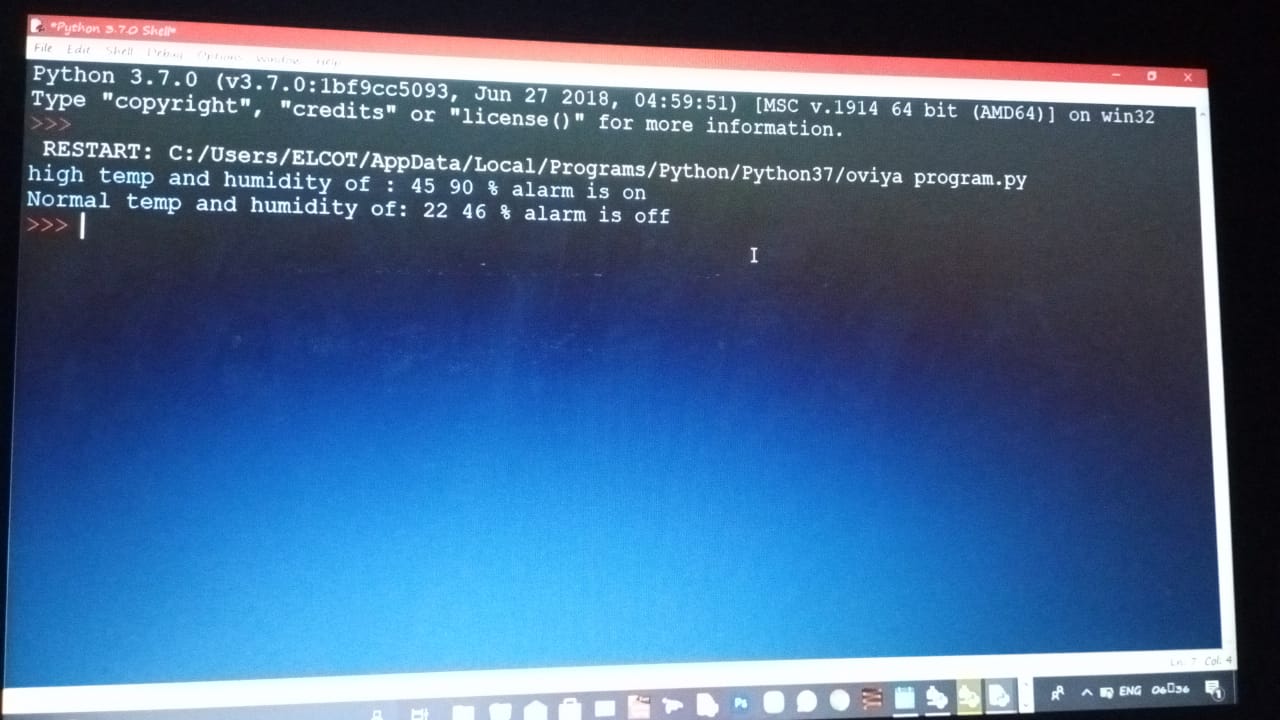 *Python 3.7.0 Shell*
File Edit Shell Debug Options Window Help
Python 3.7.0 (v3.7.0:1bf9cc5093, Jun 27 2018, 04:59:51) [MSC v.1914 64 bit (AMD64)] on win32
Type "copyright", "credits" or "license()" for more information.
>>>
RESTART: C:/Users/ELCOT/AppData/Local/Programs/Python/Python37/oviya program.py
high temp and humidity of : 45 90 % alarm is on
Normal temp and humidity of: 22 46 % alarm is off
>>>
Ln: 7 Col: 4
Ps ENG 06▯36 1